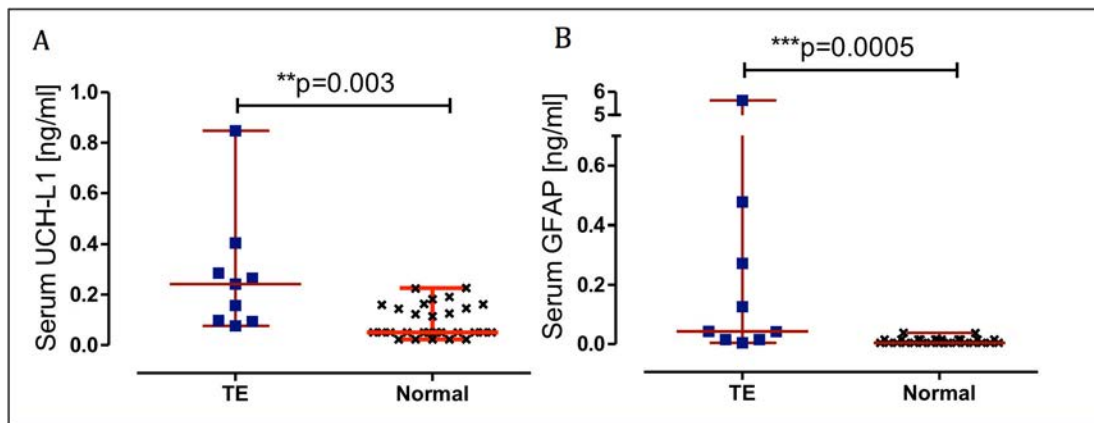 A
**p=0.003
Serum UCH-L1 [ng/ml]
1.0
0.8
0.6
0.4
0.2
0.0
TE Normal
B
***p=0.0005
Serum GFAP [ng/ml]
6
5
0.6
0.4
0.2
0.0
TE Normal